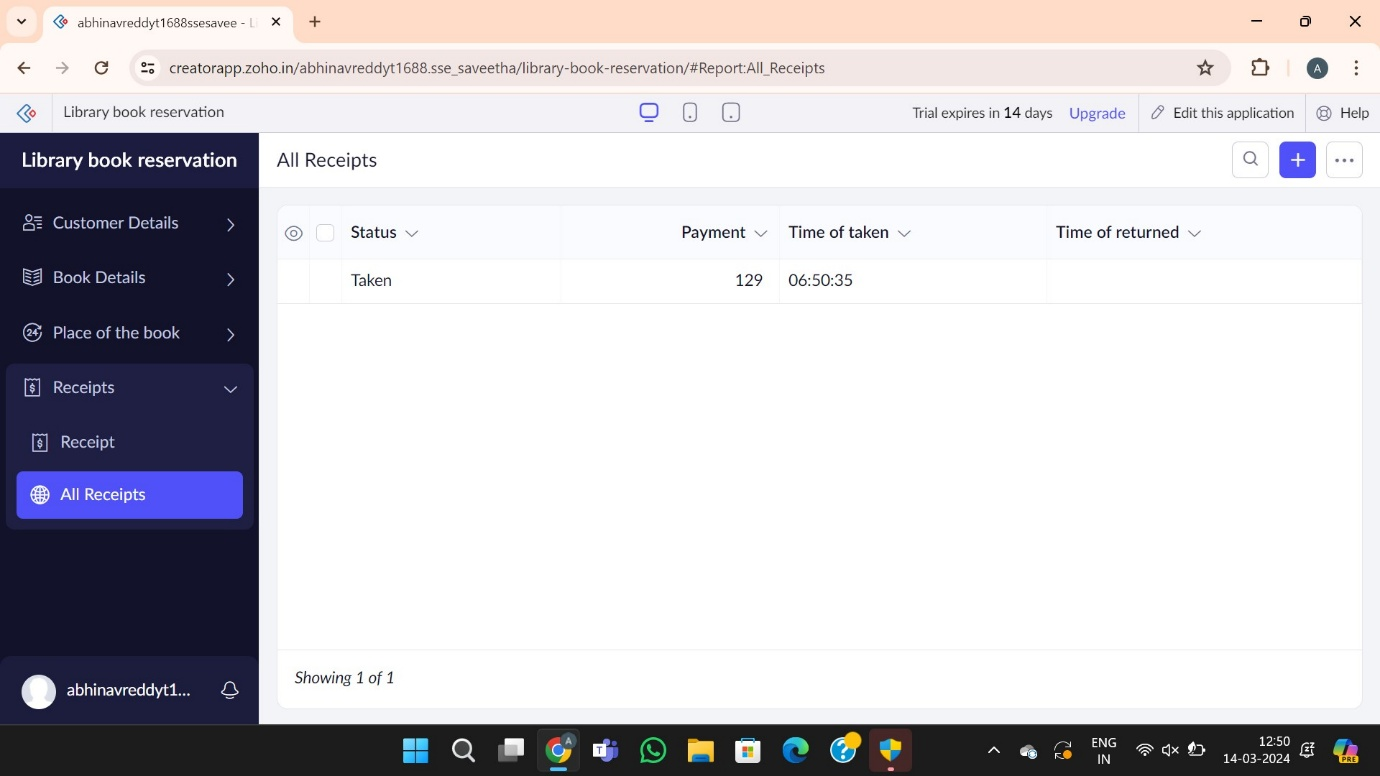 abhinavreddyt1688ssesavee - Li
creatorapp.zoho.in/abhinavreddyt1688.sse_saveetha/library-book-reservation/#Report:All_Receipts
A
Library book reservation
Trial expires in 14 days
Upgrade
Edit this application
Help
Library book reservation
All Receipts
Customer Details
Book Details
Place of the book
Receipts
Receipt
All Receipts
Status
Payment
Time of taken
Time of returned
Taken
129
06:50:35
Showing 1 of 1
abhinavreddyt1...
A
T
ENG
IN
12:50
14-03-2024
PRE